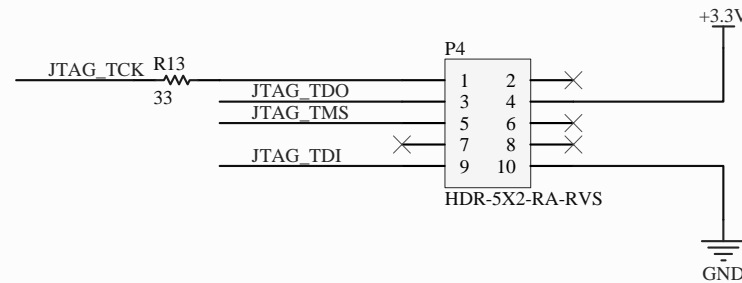 +3.3V
P4
JTAG_TCK R13
33
1 2
JTAG_TDO 3 4
JTAG_TMS 5 6
7 8
JTAG_TDI 9 10
HDR-5X2-RA-RVS
GND